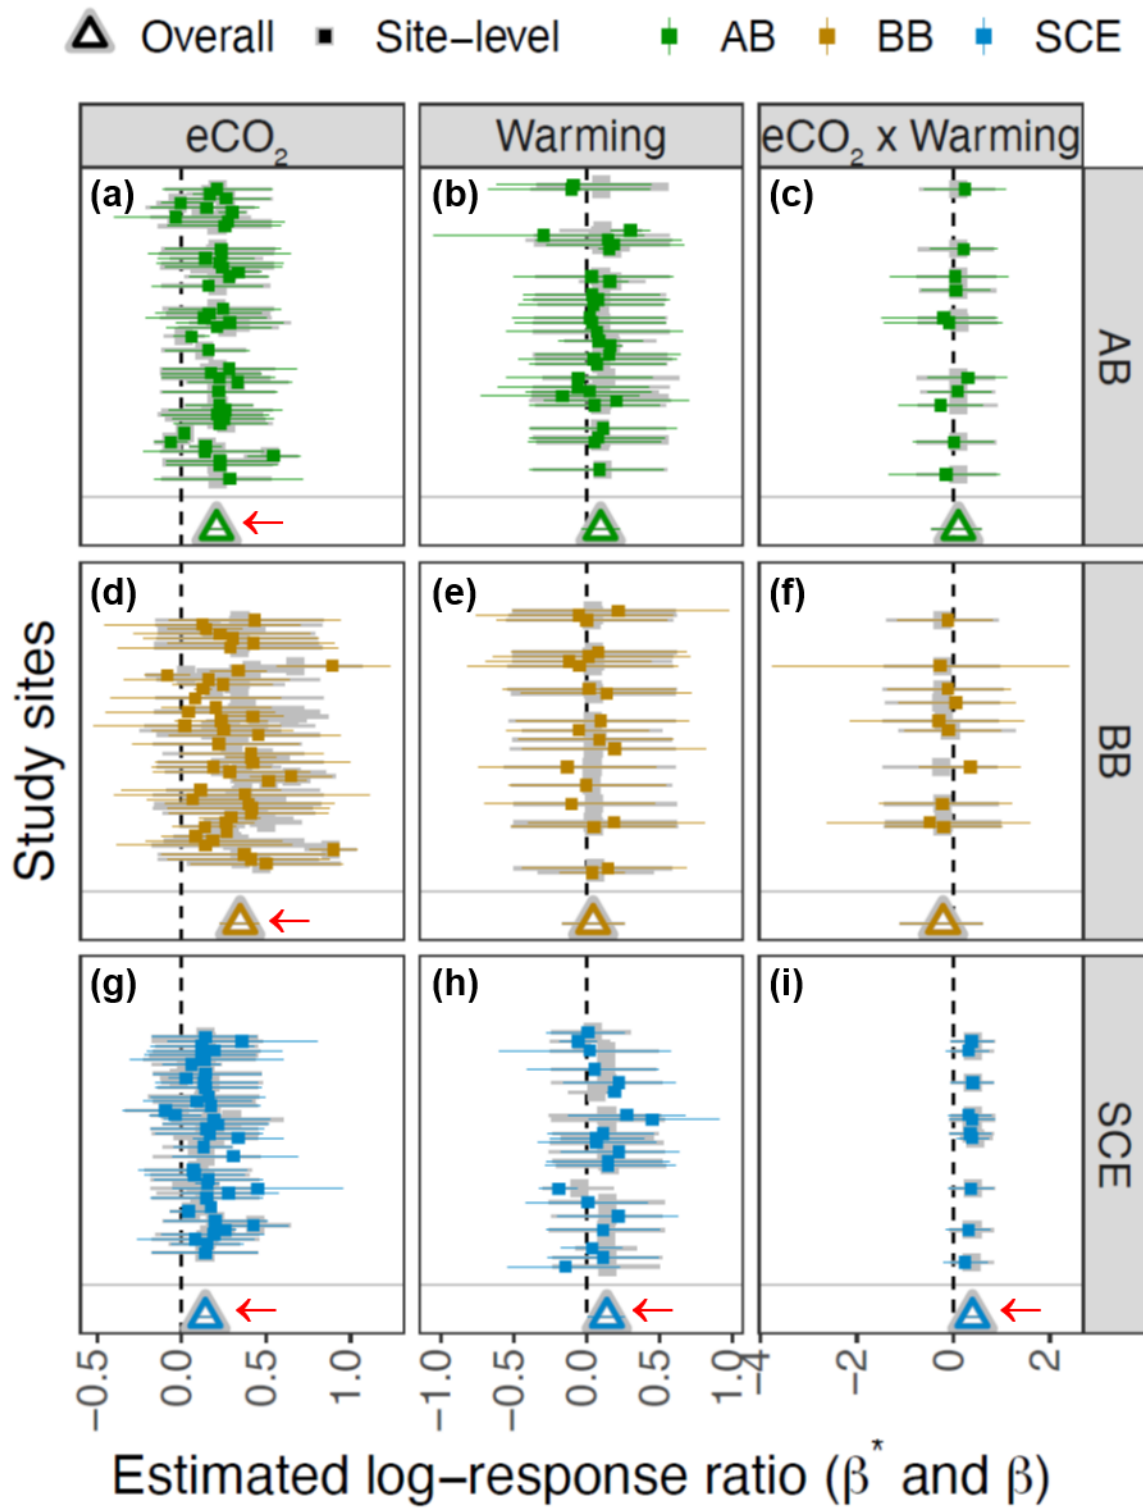 Overall Site−level AB BB SCE
eCO₂ Warming eCO₂ x Warming
(a) (b) (c)
AB
(d) (e) (f)
BB
(g) (h) (i)
SCE
Study sites
−0.5 0.0 0.5 1.0 −1.0 −0.5 0.0 0.5 1.0 −4 −2 0 2
Estimated log−response ratio (β* and β)